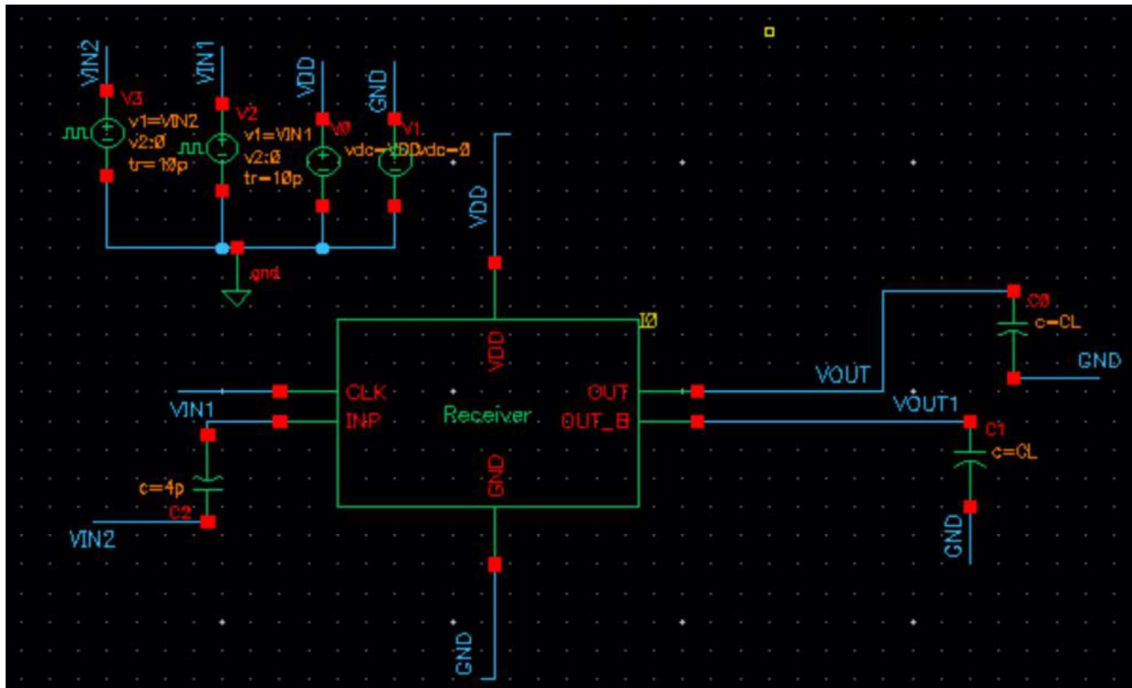 VIN2
VIN1
VDD
GND
V3
v1=VIN2
v2:0
tr=10p
V2
v1=VIN1
v2:0
tr=10p
V0
vdc=VDD
V1
vdc=0
gnd
VDD
I0
VDD
CLK
INP
Receiver
OUT
OUT_B
GND
VIN1
c=4p
C2
VIN2
VOUT
VOUT1
C0
c=CL
GND
C1
c=CL
GND
GND